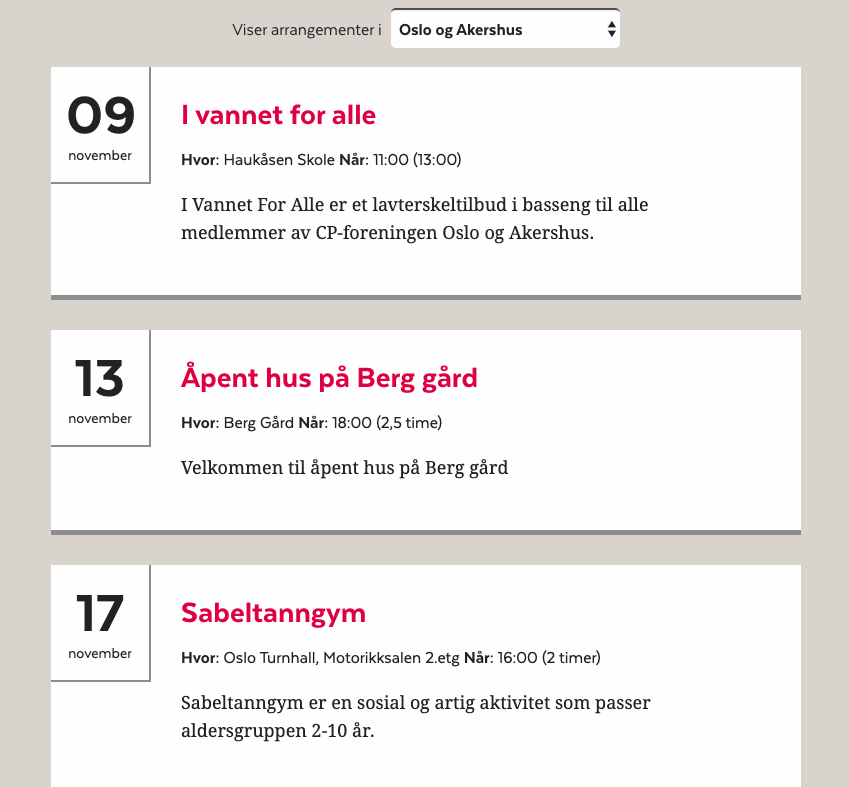 Viser arrangementer i Oslo og Akershus
09
november
I vannet for alle
Hvor: Haukåsen Skole Når: 11:00 (13:00)
I Vannet For Alle er et lavterskeltilbud i basseng til alle
medlemmer av CP-foreningen Oslo og Akershus.
13
november
Åpent hus på Berg gård
Hvor: Berg Gård Når: 18:00 (2,5 time)
Velkommen til åpent hus på Berg gård
17
november
Sabeltanngym
Hvor: Oslo Turnhall, Motorikksalen 2.etg Når: 16:00 (2 timer)
Sabeltanngym er en sosial og artig aktivitet som passer
aldersgruppen 2-10 år.